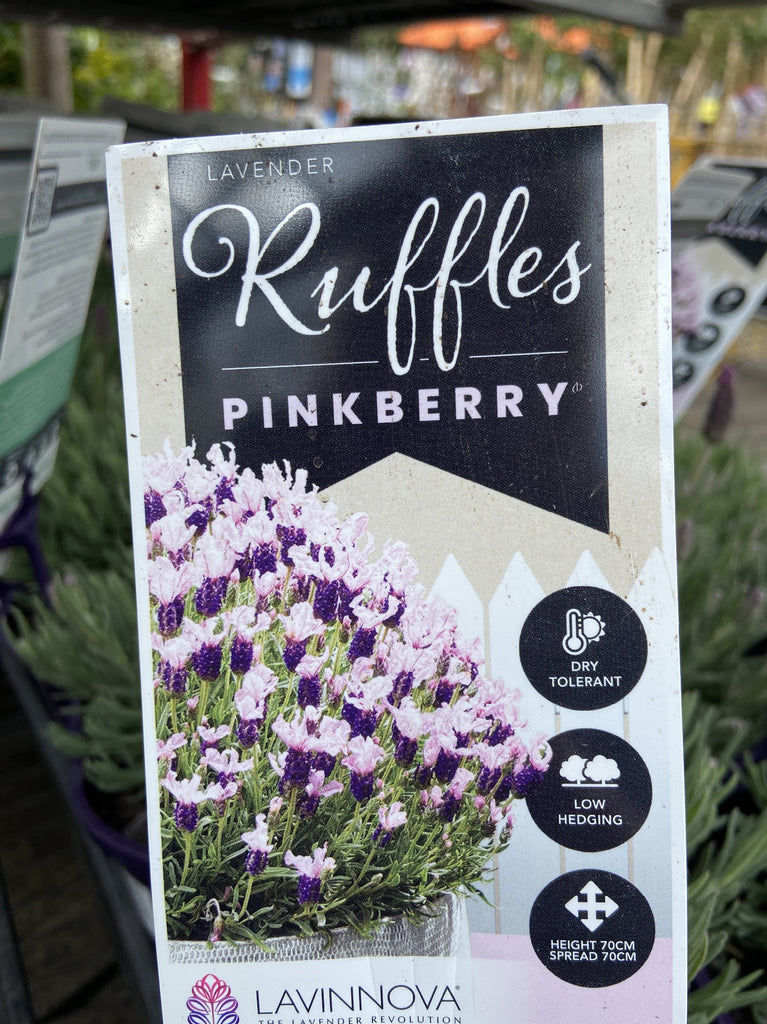 LAVENDER
Ruffles
PINKBERRY
DRY
TOLERANT
LOW
HEDGING
HEIGHT 70CM
SPREAD 70CM
LAVINNOVA®
THE LAVENDER REVOLUTION